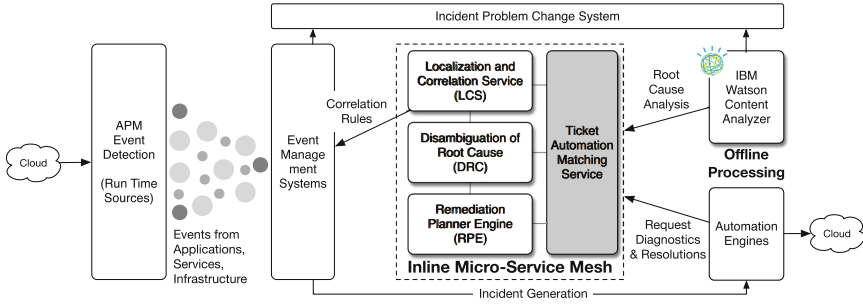 Incident Problem Change System
Cloud
APM
Event
Detection
(Run Time
Sources)
Events from
Applications,
Services,
Infrastructure
Event
Manage
ment
Systems
Correlation
Rules
Localization and
Correlation Service
(LCS)
Disambiguation of
Root Cause
(DRC)
Remediation
Planner Engine
(RPE)
Ticket
Automation
Matching
Service
Inline Micro-Service Mesh
Root
Cause
Analysis
IBM
Watson
Content
Analyzer
Offline
Processing
Request
Diagnostics
& Resolutions
Automation
Engines
Cloud
Incident Generation